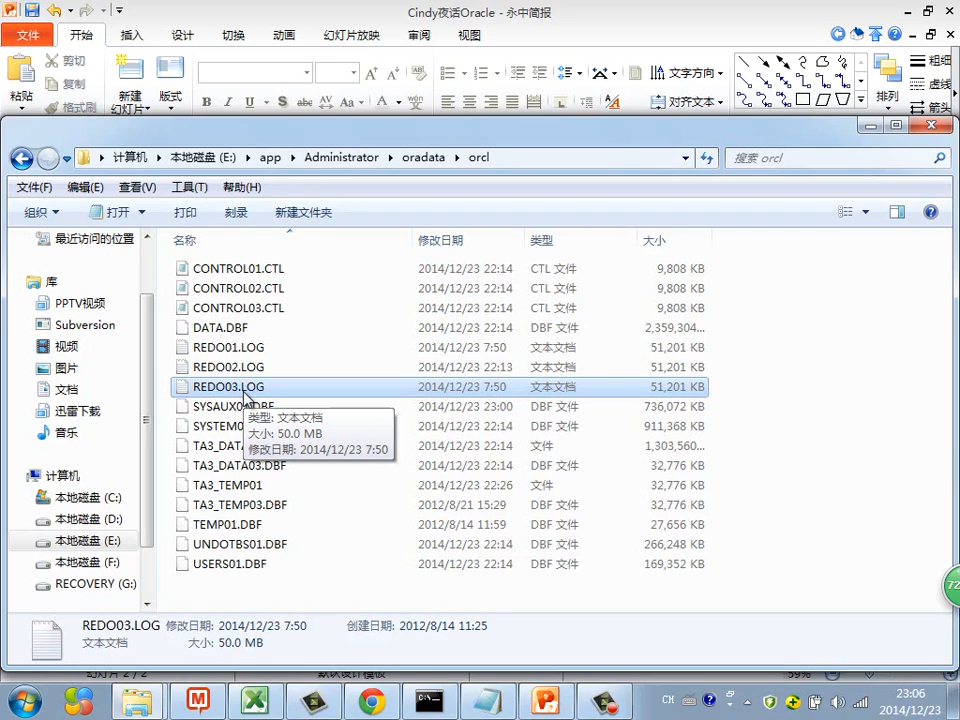 Cindy夜话Oracle - 永中简报
文件 开始 插入 设计 切换 动画 幻灯片放映 审阅 视图
粘贴 剪切 复制 格式刷 新建 幻灯片 版式 文字方向 对齐文本 排列 粗细 虚线 箭头
计算机 本地磁盘 (E:) app Administrator oradata orcl 搜索 orcl
文件(F) 编辑(E) 查看(V) 工具(T) 帮助(H)
组织 打开 打印 刻录 新建文件夹
名称 修改日期 类型 大小
最近访问的位置
库
PPTV视频
Subversion
视频
图片
文档
迅雷下载
音乐
计算机
本地磁盘 (C:)
本地磁盘 (D:)
本地磁盘 (E:)
本地磁盘 (F:)
RECOVERY (G:)
CONTROL01.CTL 2014/12/23 22:14 CTL 文件 9,808 KB
CONTROL02.CTL 2014/12/23 22:14 CTL 文件 9,808 KB
CONTROL03.CTL 2014/12/23 22:14 CTL 文件 9,808 KB
DATA.DBF 2014/12/23 22:14 DBF 文件 2,359,304...
REDO01.LOG 2014/12/23 7:50 文本文档 51,201 KB
REDO02.LOG 2014/12/23 22:13 文本文档 51,201 KB
REDO03.LOG 2014/12/23 7:50 文本文档 51,201 KB
SYSAUX0 .DBF 2014/12/23 23:00 DBF 文件 736,072 KB
SYSTEM0 2014/12/23 22:14 DBF 文件 911,368 KB
TA3_DATA 2014/12/23 22:14 文件 1,303,560...
TA3_DATA03.DBF 2014/12/23 22:14 DBF 文件 32,776 KB
TA3_TEMP01 2014/12/23 22:26 文件 32,776 KB
TA3_TEMP03.DBF 2012/8/21 15:29 DBF 文件 32,776 KB
TEMP01.DBF 2012/8/14 11:59 DBF 文件 27,656 KB
UNDOTBS01.DBF 2014/12/23 22:14 DBF 文件 266,248 KB
USERS01.DBF 2014/12/23 22:14 DBF 文件 169,352 KB
类型: 文本文档
大小: 50.0 MB
修改日期: 2014/12/23 7:50
72
REDO03.LOG 修改日期: 2014/12/23 7:50 创建日期: 2012/8/14 11:25
文本文档 大小: 50.0 MB
59%
CH
23:06
2014/12/23